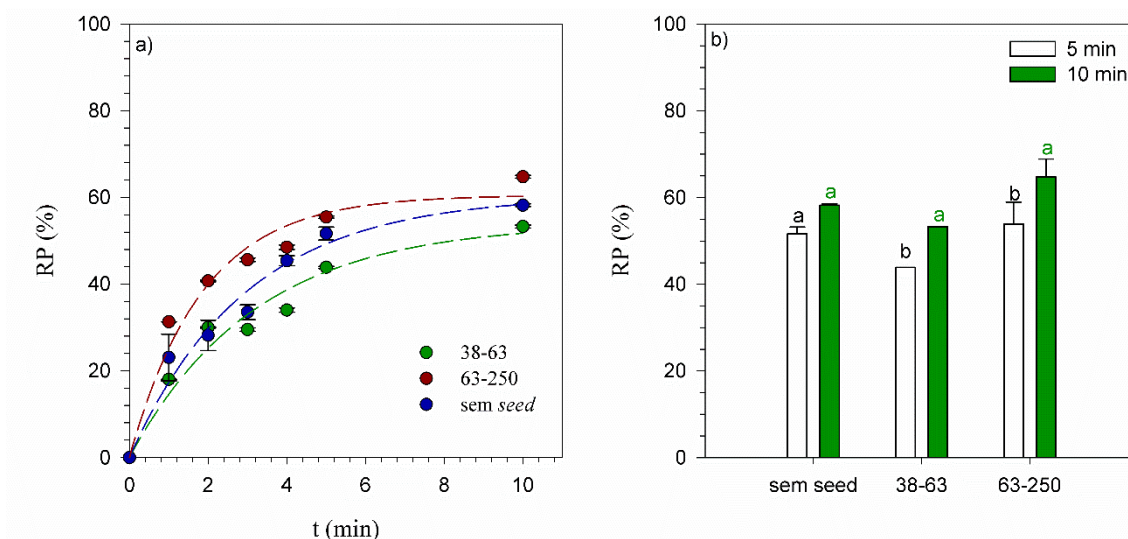 a)
100
80
60
40
20
0
RP (%)
0 2 4 6 8 10
t (min)
38-63
63-250
sem seed
b)
5 min
10 min
100
80
60
40
20
0
RP (%)
a a b a b a
sem seed 38-63 63-250